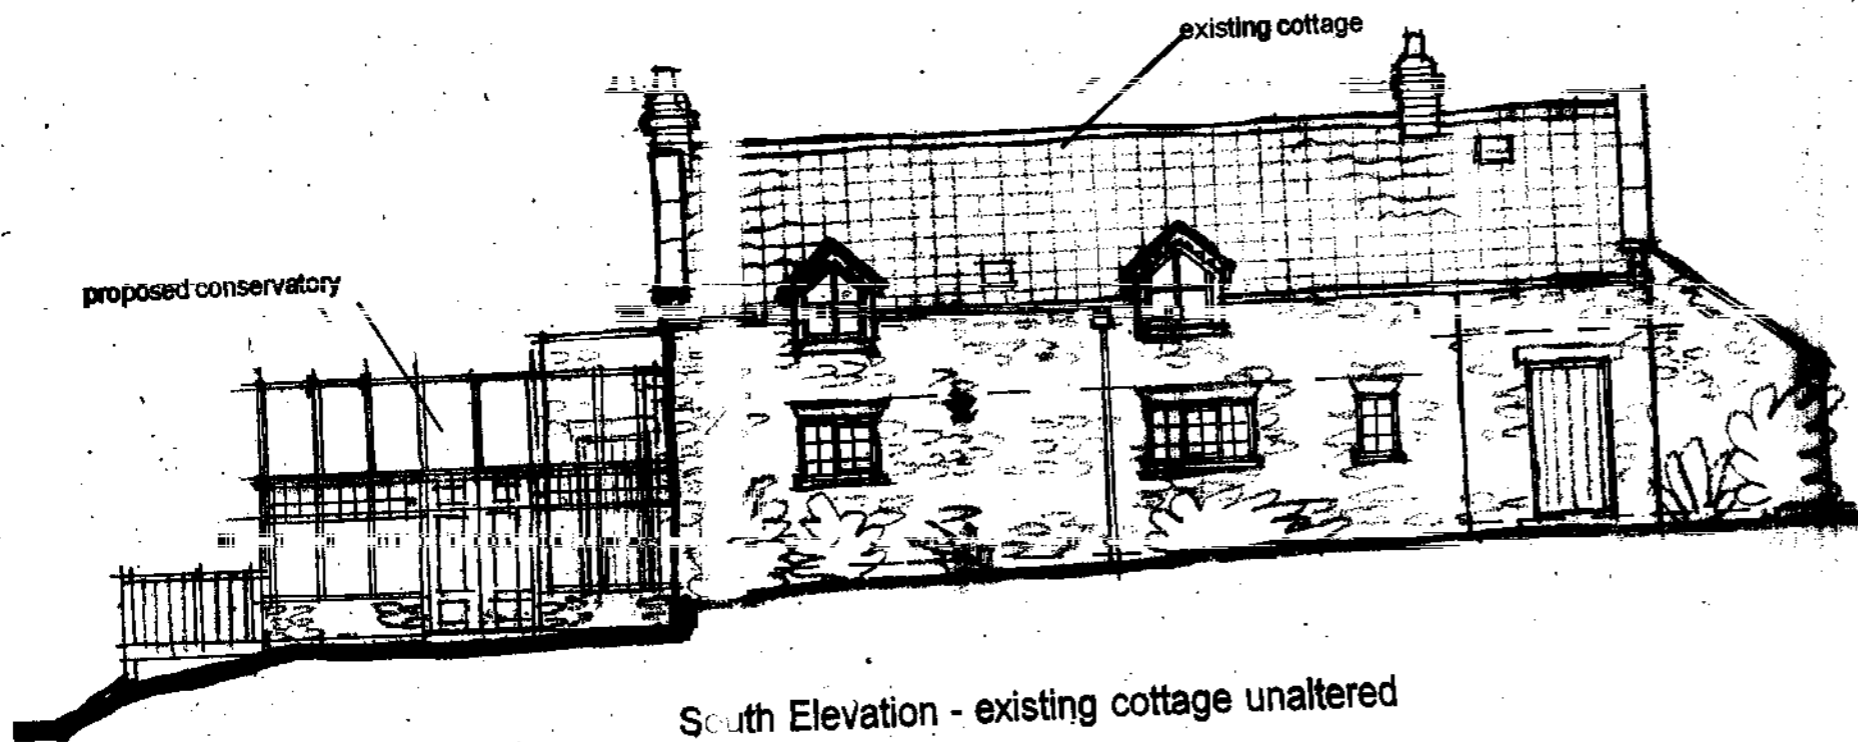 existing cottage
proposed conservatory
South Elevation - existing cottage unaltered